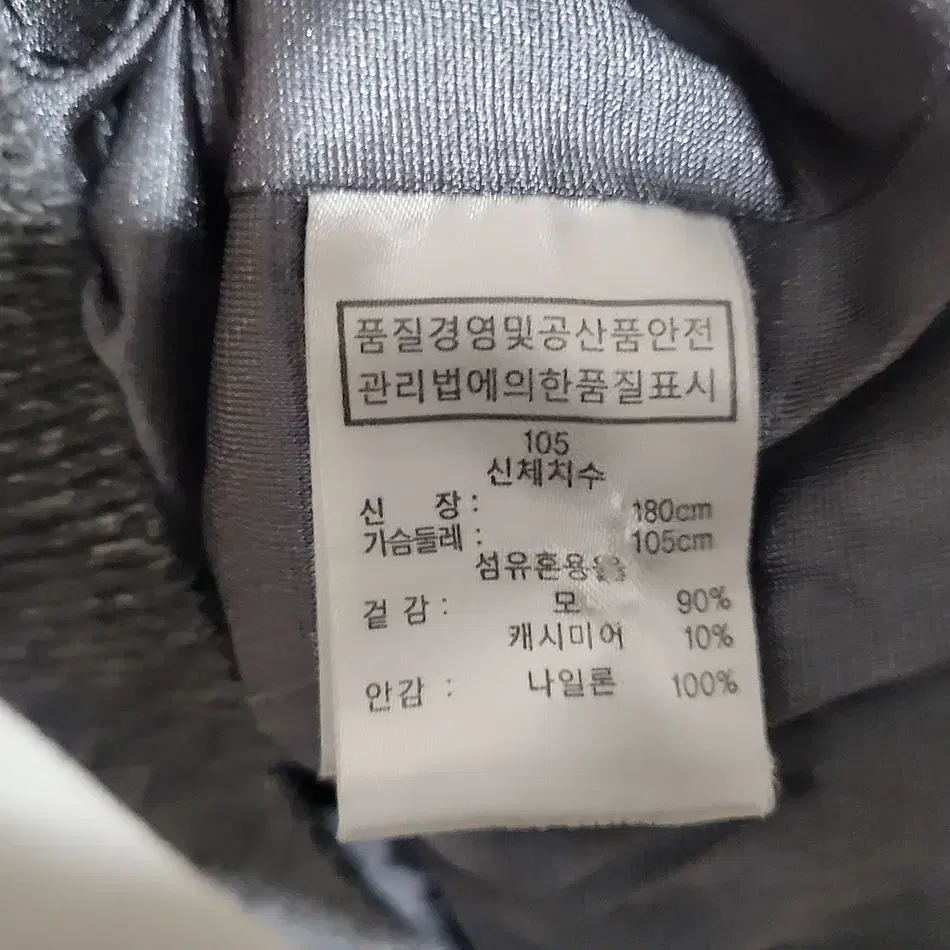 품질경영및공산품안전
관리법에의한품질표시
105
신체치수
신 장 : 180cm
가슴둘레 : 105cm
섬유혼용율
겉 감 : 모 90%
캐시미어 10%
안감 : 나일론 100%